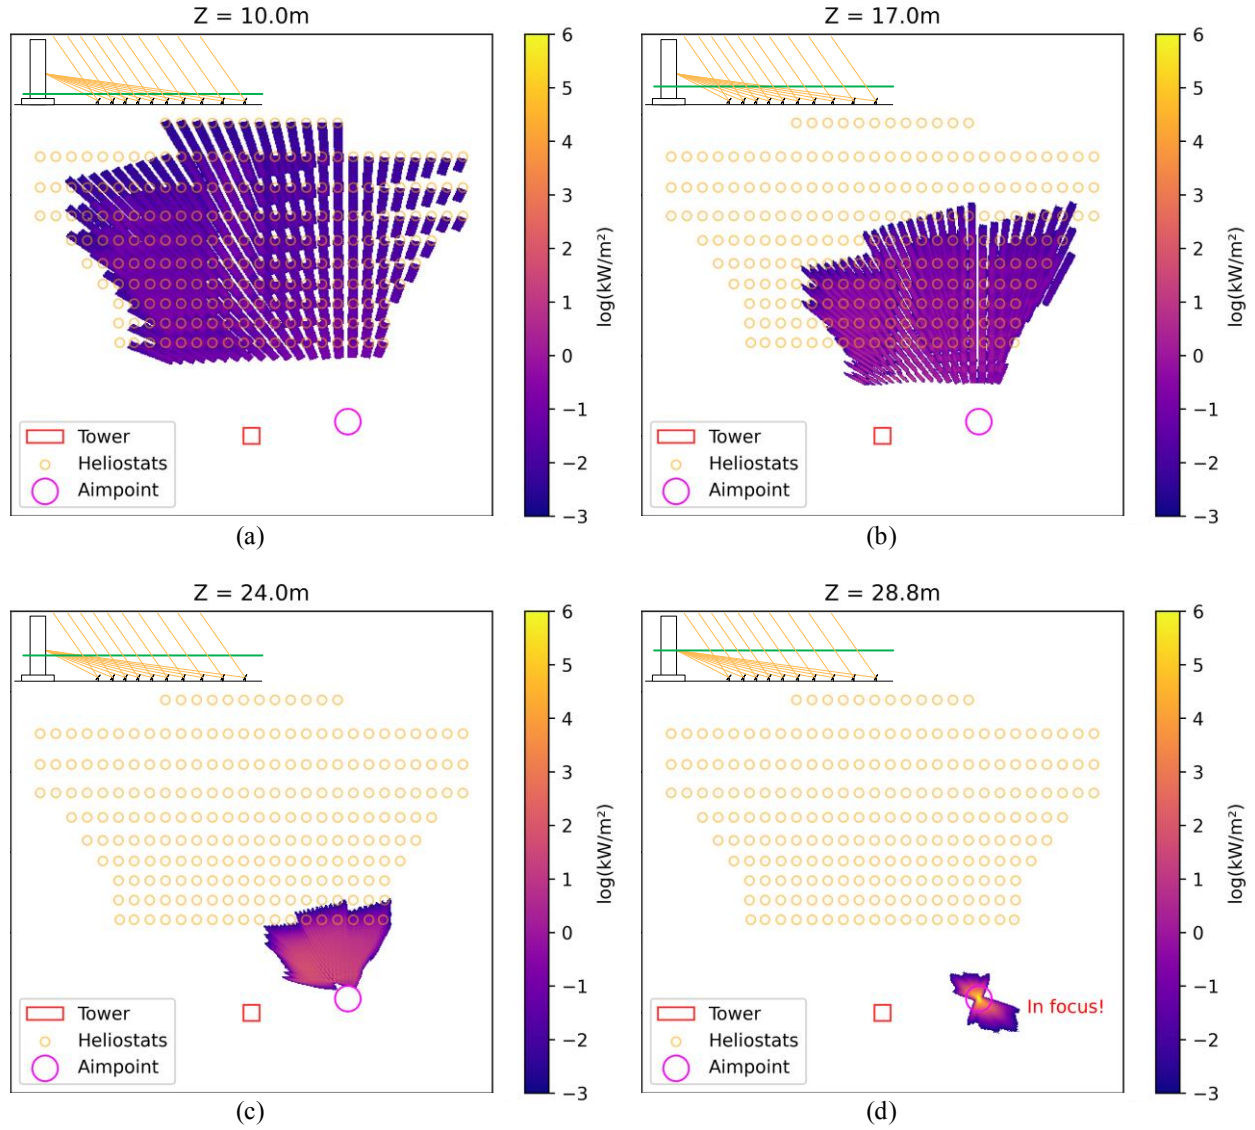 Z = 10.0m
6
5
4
3
2
1
0
−1
−2
−3
log(kW/m²)
Tower
Heliostats
Aimpoint
(a)
Z = 17.0m
6
5
4
3
2
1
0
−1
−2
−3
log(kW/m²)
Tower
Heliostats
Aimpoint
(b)
Z = 24.0m
6
5
4
3
2
1
0
−1
−2
−3
log(kW/m²)
Tower
Heliostats
Aimpoint
(c)
Z = 28.8m
6
5
4
3
2
1
0
−1
−2
−3
log(kW/m²)
In focus!
Tower
Heliostats
Aimpoint
(d)